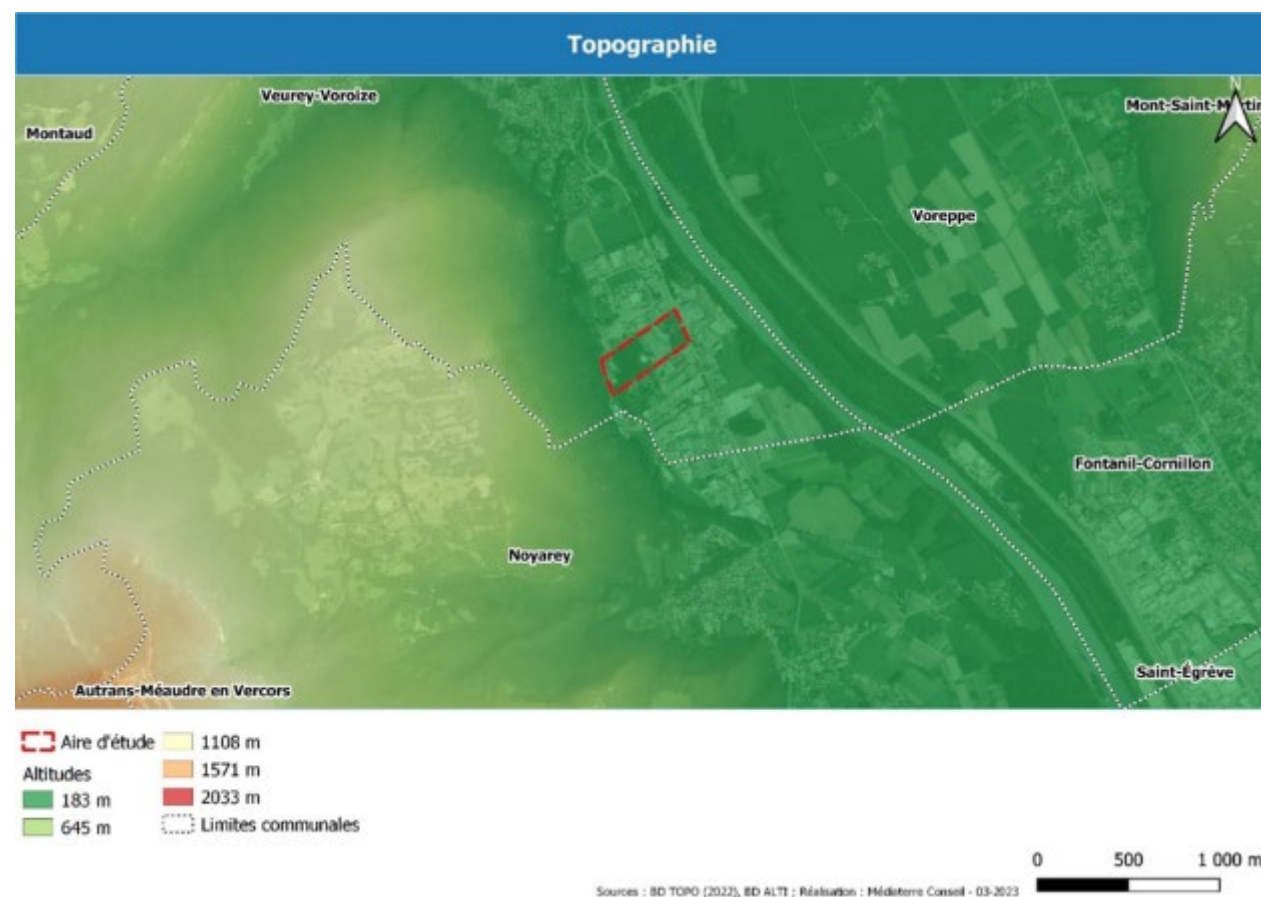 Topographie
N
Veurey-Voroize
Montaud
Mont-Saint-M tin
Voreppe
Fontanil-Cornillon
Noyarey
Saint-Égrève
Autrans-Méaudre en Vercors
Aire d'étude
Altitudes
183 m
645 m
1108 m
1571 m
2033 m
Limites communales
0 500 1 000 m
Sources : BD TOPO (2022), BD ALTI ; Réalisation : Médiaterre Conseil - 03-2023